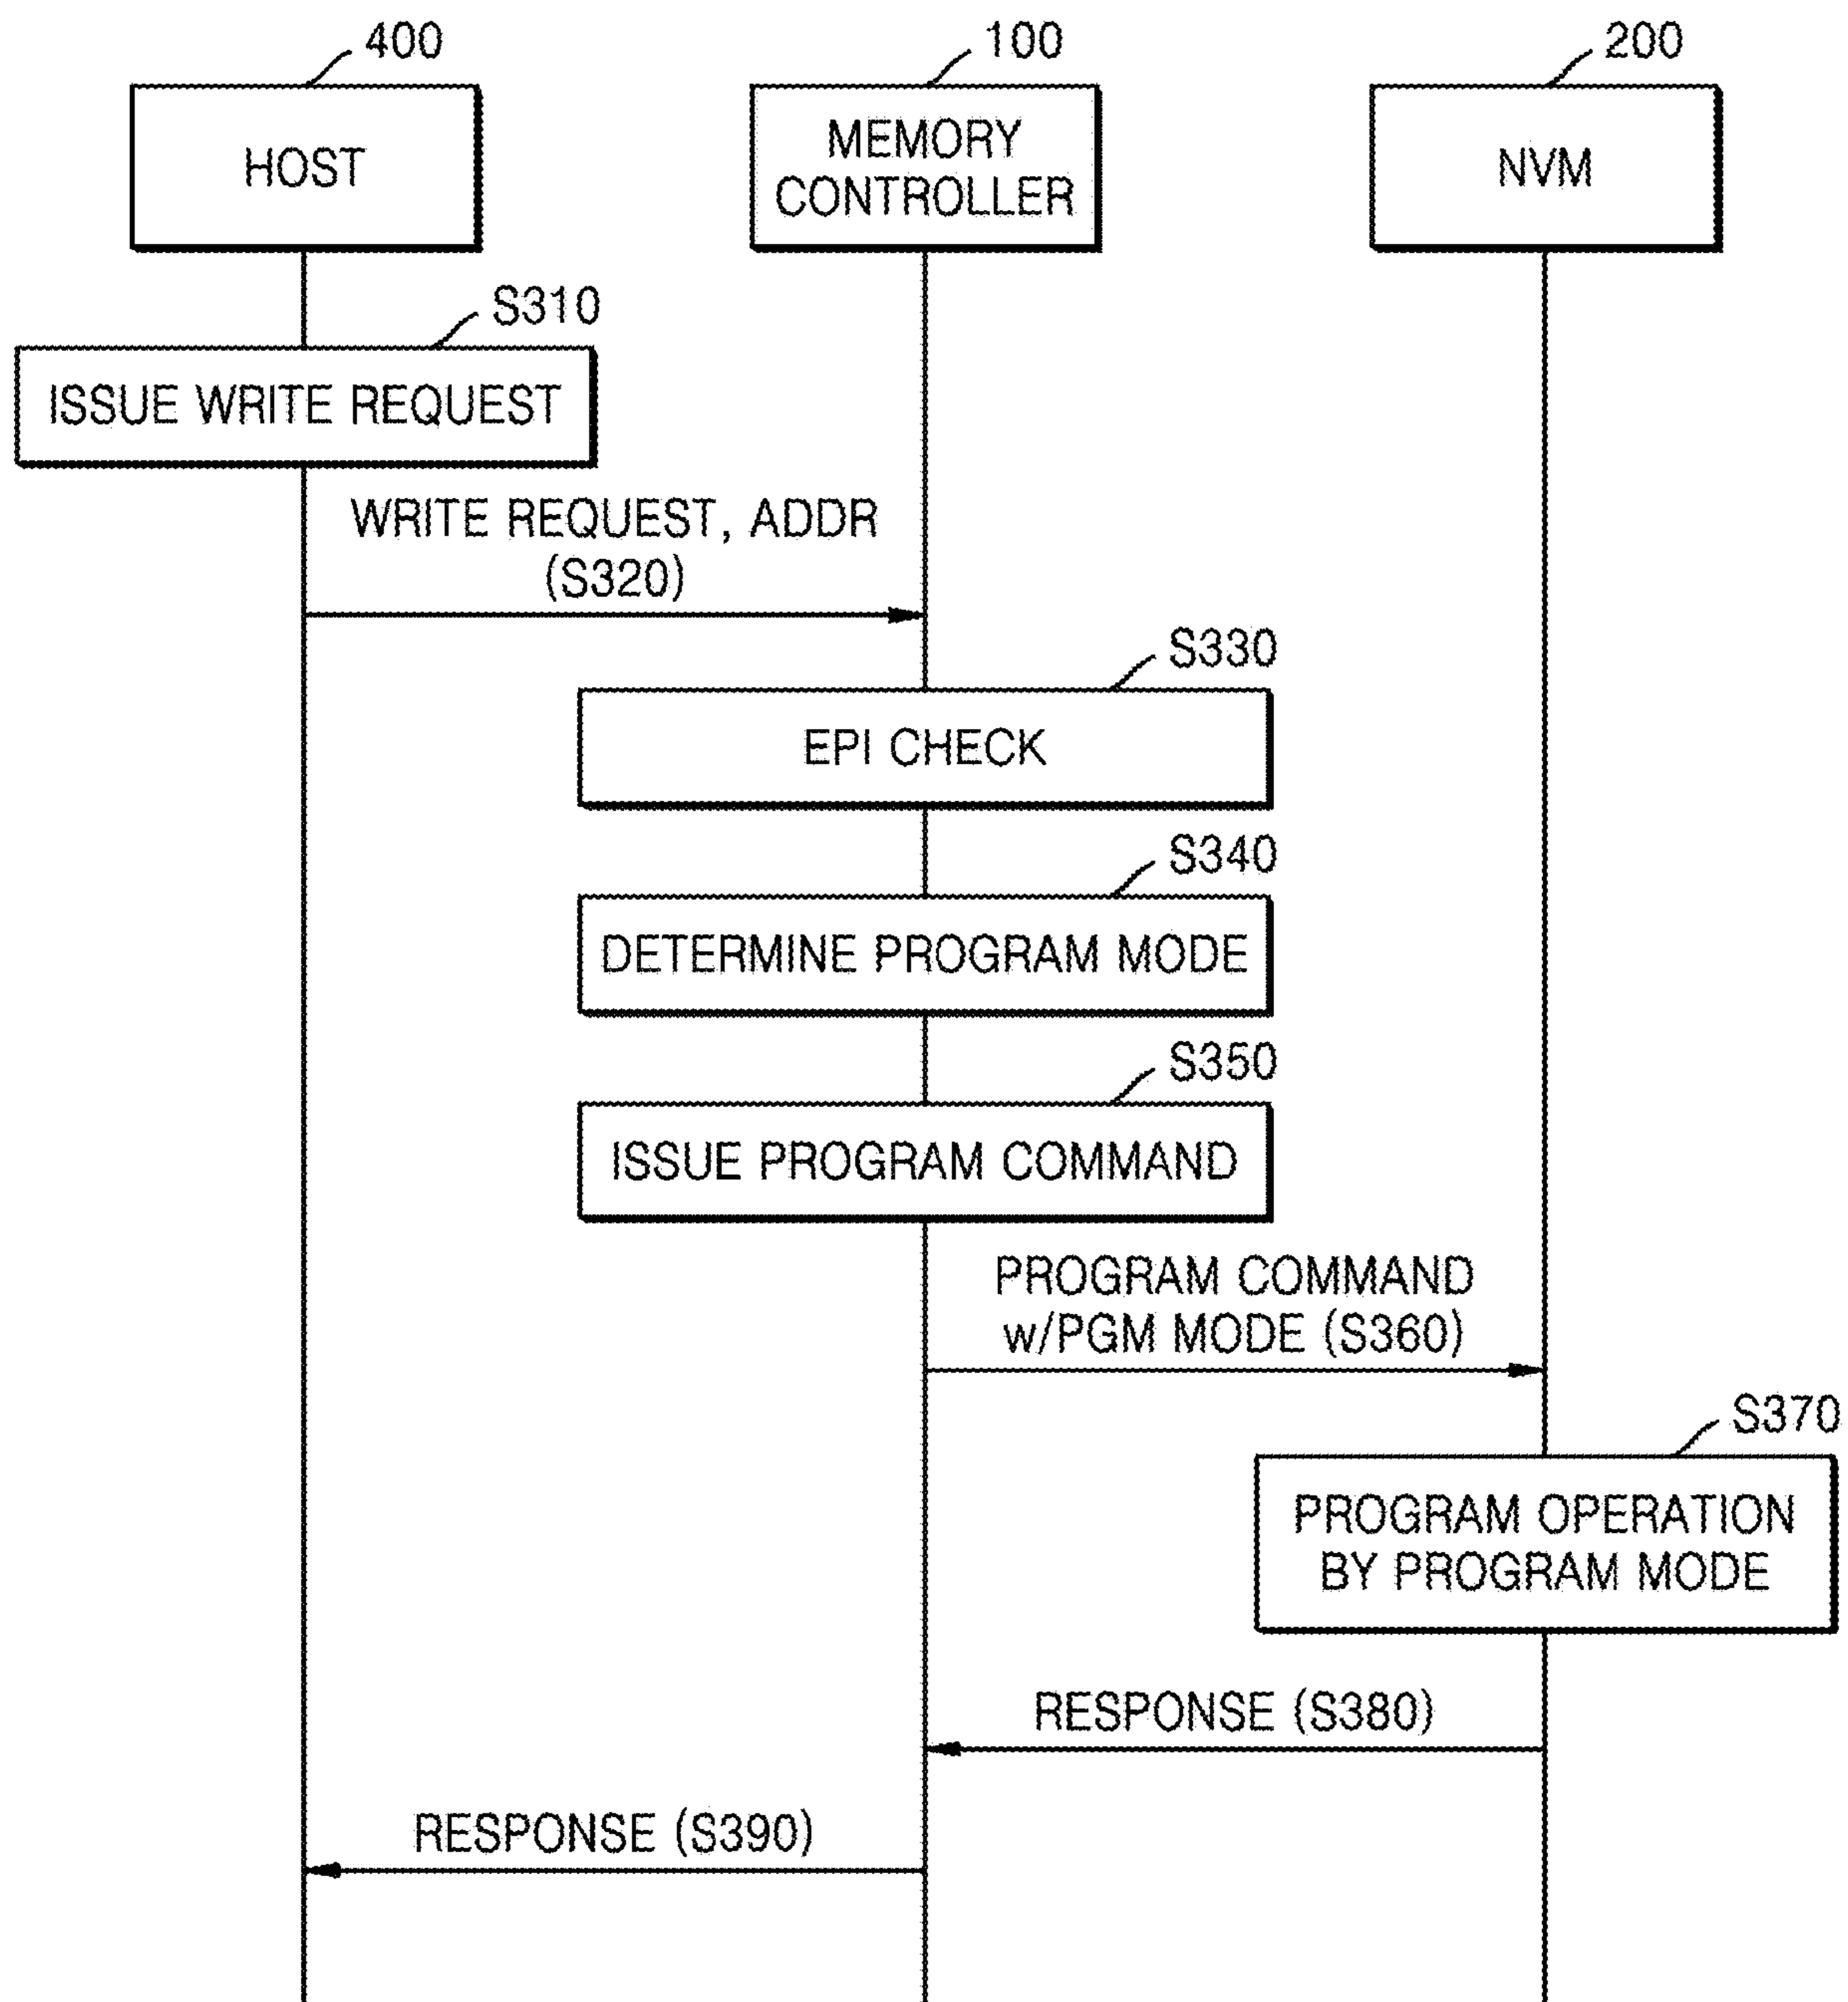 400
100
200
HOST
MEMORY
CONTROLLER
NVM
S310
ISSUE WRITE REQUEST
WRITE REQUEST, ADDR
(S320)
S330
EPI CHECK
S340
DETERMINE PROGRAM MODE
S350
ISSUE PROGRAM COMMAND
PROGRAM COMMAND
w/PGM MODE (S360)
S370
PROGRAM OPERATION
BY PROGRAM MODE
RESPONSE (S380)
RESPONSE (S390)